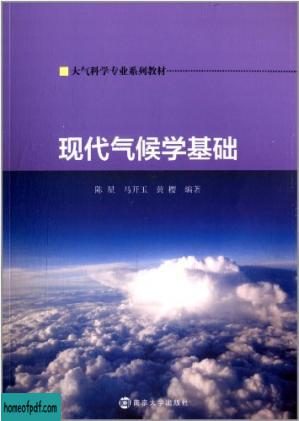 大气科学专业系列教材
现代气候学基础
陈星 马开玉 黄樱 编著
南京大学出版社
homeofpdf.com